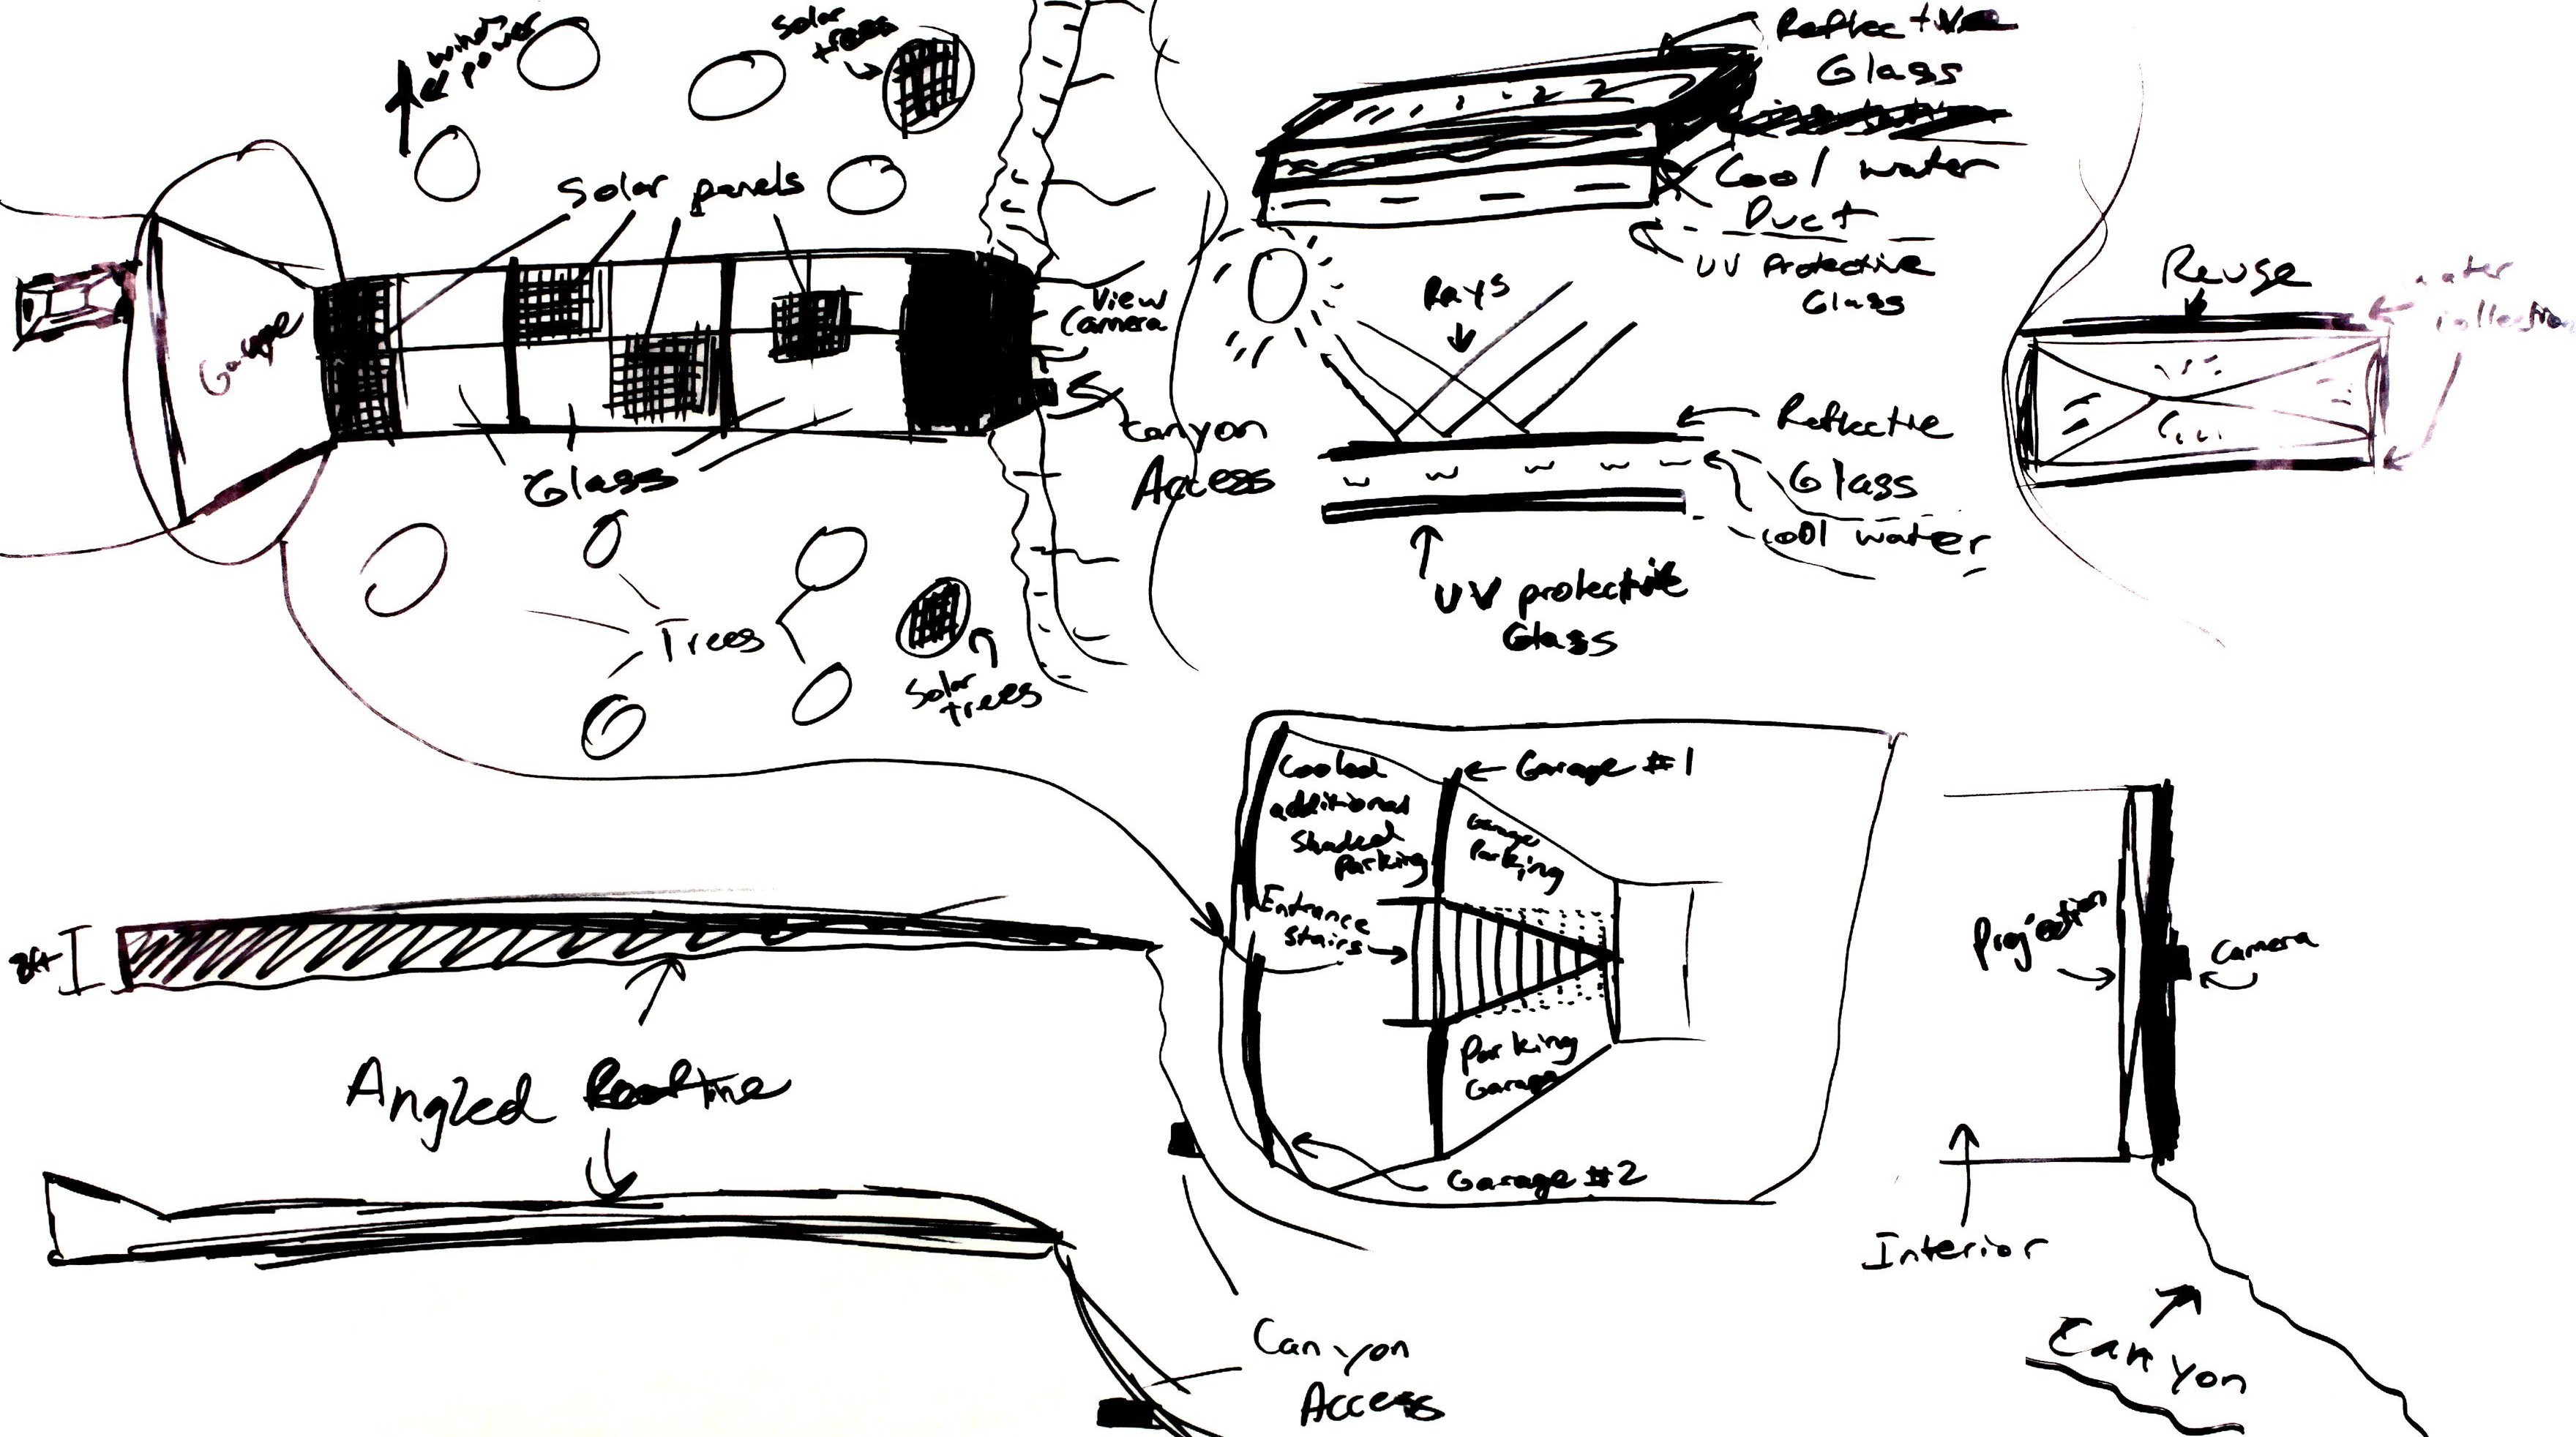 wind
power
solar
trees
Solar panels
Garage
View
Camera
Canyon
Access
Glass
Trees
Solar
trees
Reflective
Glass
Cool water
Duct
UV Protective
Glass
Rays
Reflective
Glass
cool water
UV protective
Glass
Reuse
water
collection
8ft
Angled Roofline
Canyon
Access
Cooled
additional
Shaded
Parking
Garage #1
Garage
Parking
Entrance
Stairs
Parking
Garage
Garage #2
Projection
Camera
Interior
Canyon